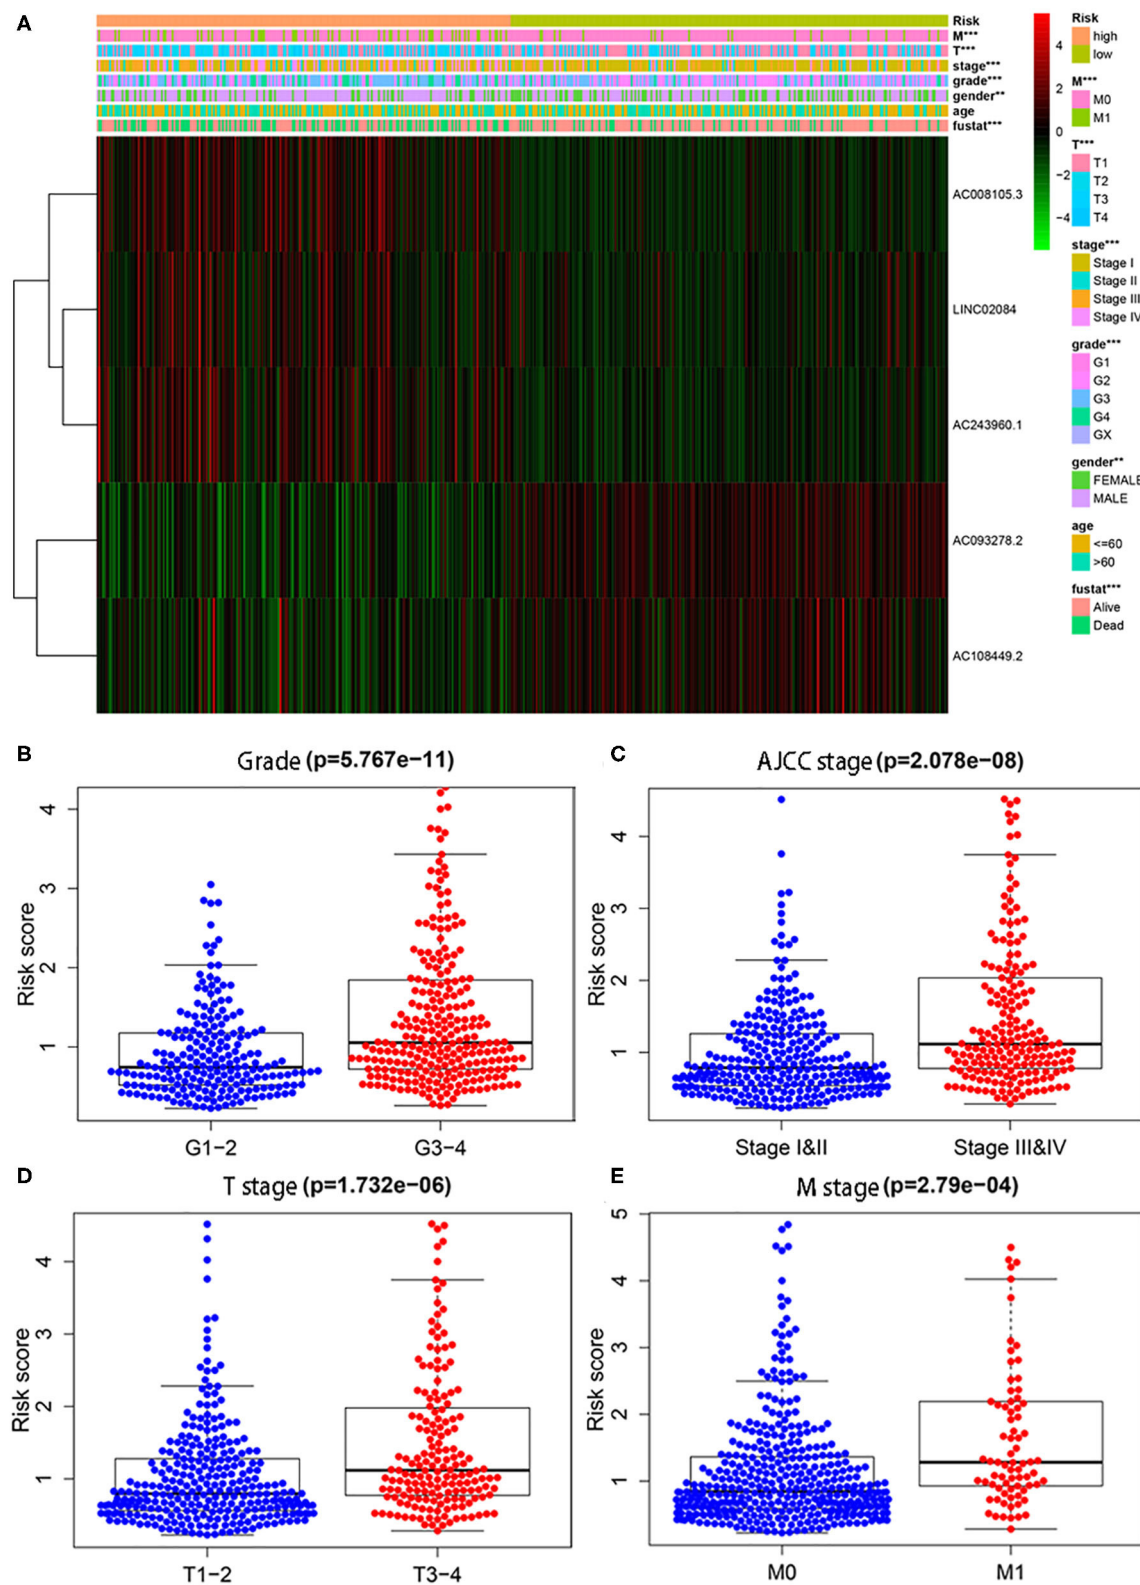 A
Risk
M***
T***
stage***
grade***
gender**
age
fustat***
AC008105.3
LINC02084
AC243960.1
AC093278.2
AC108449.2
4
2
0
−2
−4
Risk
high
low
M***
M0
M1
T***
T1
T2
T3
T4
stage***
Stage I
Stage II
Stage III
Stage IV
grade***
G1
G2
G3
G4
GX
gender**
FEMALE
MALE
age
<=60
>60
fustat***
Alive
Dead
B
Grade (p=5.767e−11)
Risk score
4
3
2
1
G1−2
G3−4
C
AJCC stage (p=2.078e−08)
Risk score
4
3
2
1
Stage I&II
Stage III&IV
D
T stage (p=1.732e−06)
Risk score
4
3
2
1
T1−2
T3−4
E
M stage (p=2.79e−04)
Risk score
5
4
3
2
1
M0
M1